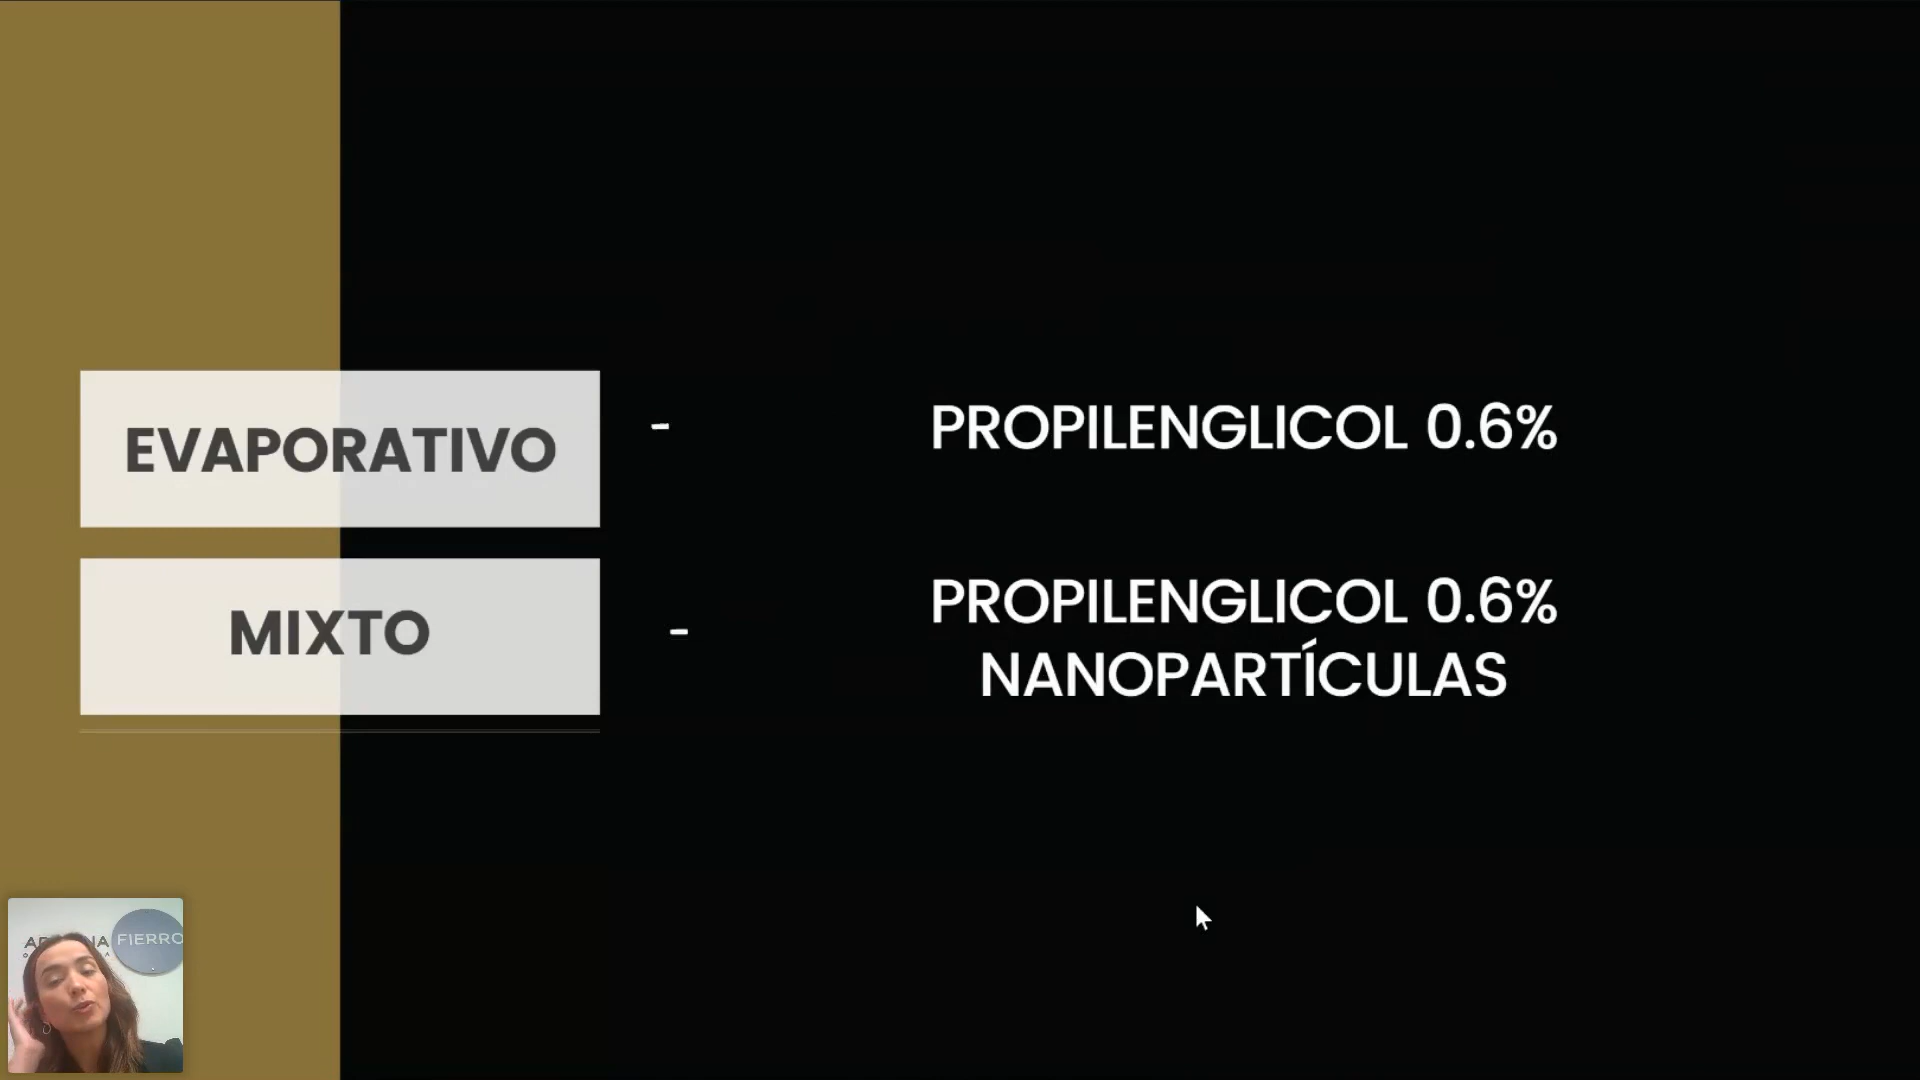 EVAPORATIVO
-
PROPILENGLICOL 0.6%
MIXTO
-
PROPILENGLICOL 0.6%
NANOPARTÍCULAS
FIERRO